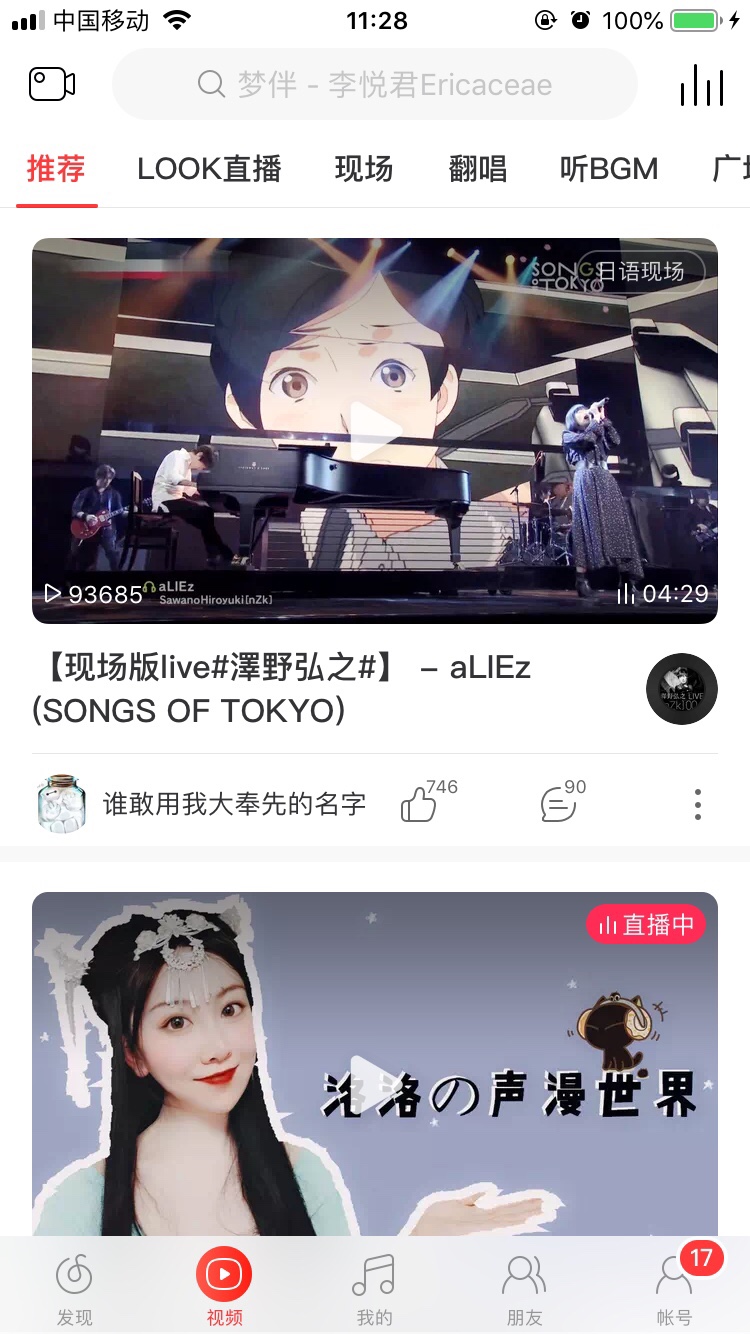 中国移动
11:28
100%
梦伴 - 李悦君Ericaceae
推荐
LOOK直播
现场
翻唱
听BGM
SONGS
OF TOKYO
日语现场
93685
aLIEz
SawanoHiroyuki[nZk]
04:29
【现场版live#澤野弘之#】 – aLIEz
(SONGS OF TOKYO)
澤野弘之 LIVE
谁敢用我大奉先的名字
746
90
直播中
洛洛の声漫世界
17
发现
视频
我的
朋友
帐号